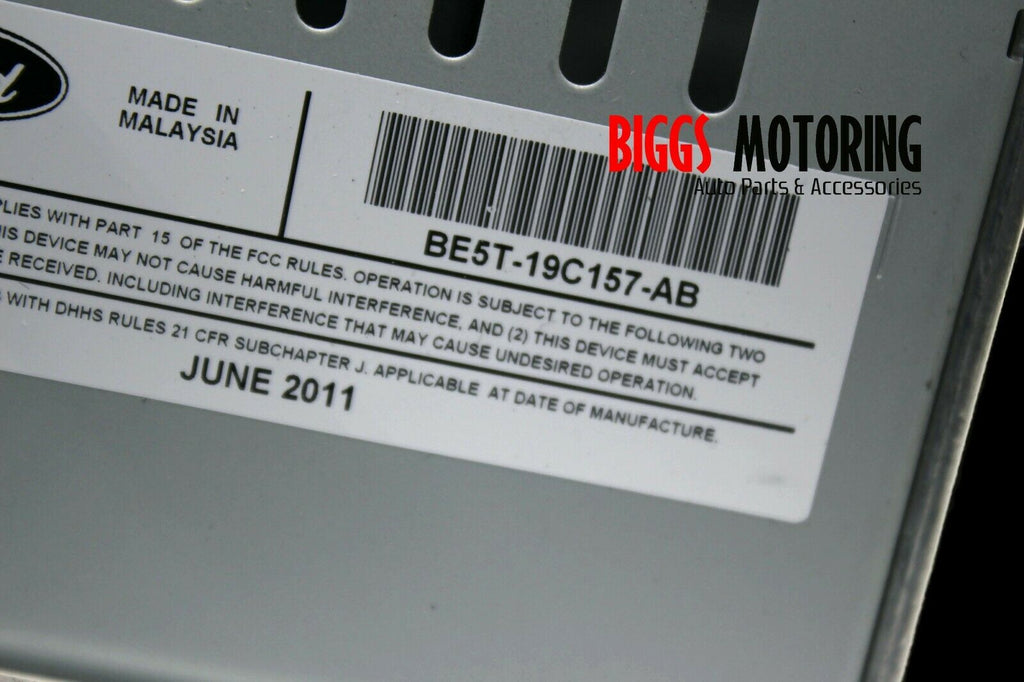 MADE IN
MALAYSIA
BIGGS MOTORING
Auto Parts & Accessories
BE5T-19C157-AB
WITH PART 15 OF THE FCC RULES. OPERATION IS SUBJECT TO THE FOLLOWING TWO
DEVICE MAY NOT CAUSE HARMFUL INTERFERENCE, AND (2) THIS DEVICE MUST ACCEPT
RECEIVED. INCLUDING INTERFERENCE THAT MAY CAUSE UNDESIRED OPERATION.
WITH DHHS RULES 21 CFR SUBCHAPTER J. APPLICABLE AT DATE OF MANUFACTURE.
JUNE 2011